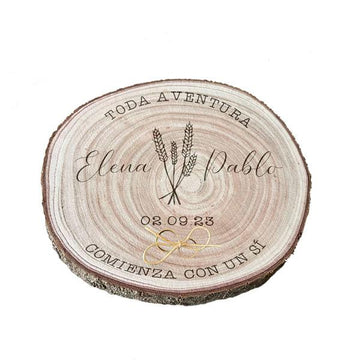 TODA AVENTURA
Elena Pablo
02.09.23
COMIENZA CON UN SÍ